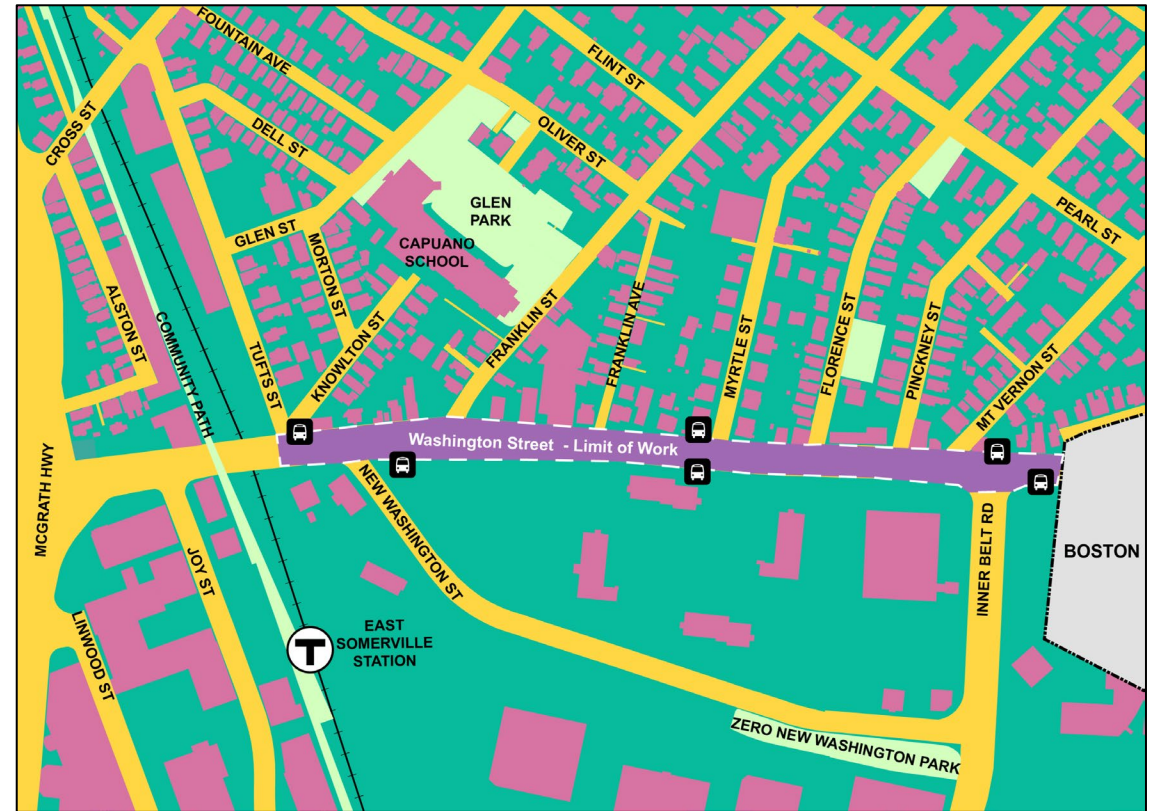 FOUNTAIN AVE
FLINT ST
CROSS ST
DELL ST
OLIVER ST
GLEN
PARK
PEARL ST
GLEN ST
MORTON ST
CAPUANO
SCHOOL
ALSTON ST
COMMUNITY PATH
TUFTS ST
KNOWLTON ST
FRANKLIN ST
FRANKLIN AVE
MYRTLE ST
FLORENCE ST
PINCKNEY ST
MT VERNON ST
Washington Street - Limit of Work
MCGRATH HWY
NEW WASHINGTON ST
JOY ST
INNER BELT RD
BOSTON
LINWOOD ST
T
EAST
SOMERVILLE
STATION
ZERO NEW WASHINGTON PARK